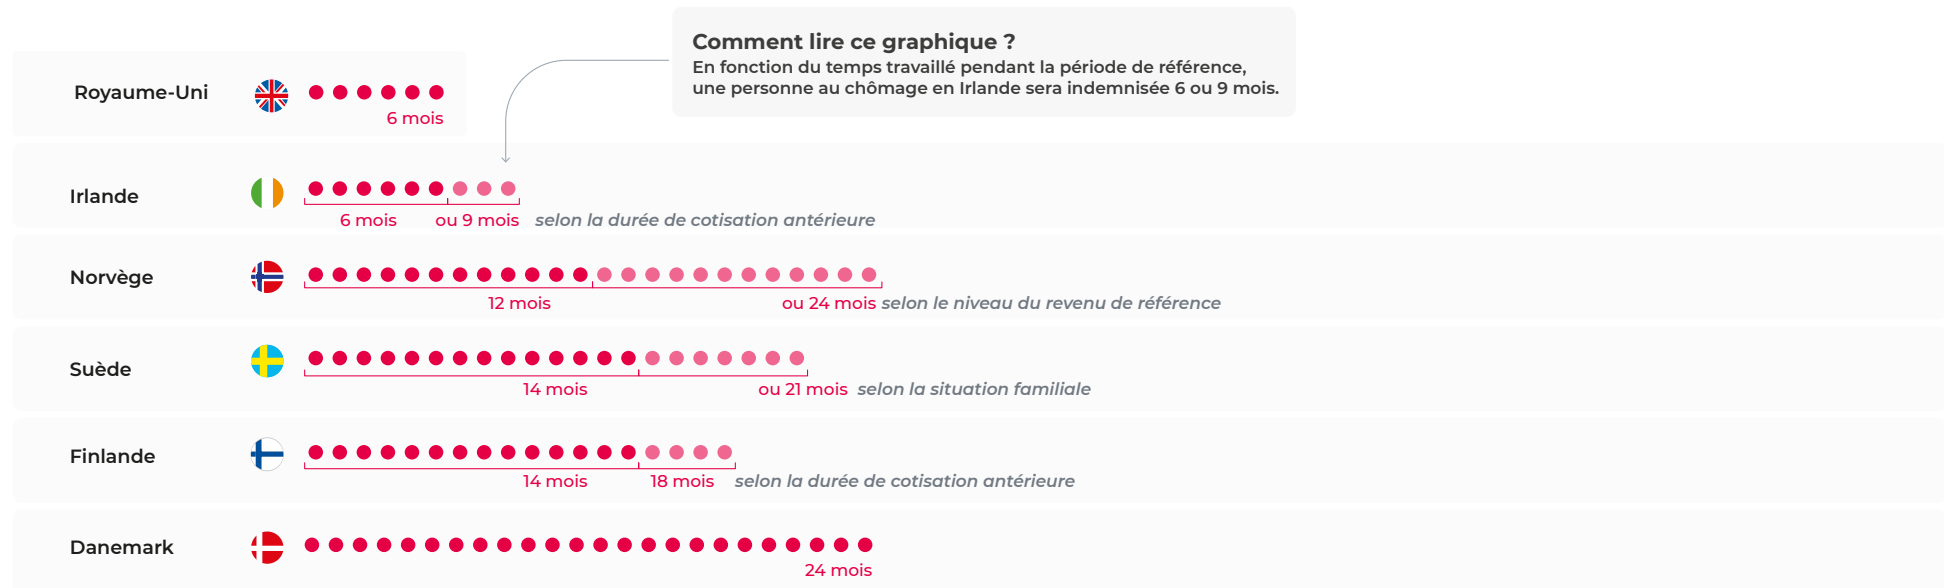 Comment lire ce graphique ?
En fonction du temps travaillé pendant la période de référence,
une personne au chômage en Irlande sera indemnisée 6 ou 9 mois.
Royaume-Uni
6 mois
Irlande
6 mois ou 9 mois selon la durée de cotisation antérieure
Norvège
12 mois ou 24 mois selon le niveau du revenu de référence
Suède
14 mois ou 21 mois selon la situation familiale
Finlande
14 mois 18 mois selon la durée de cotisation antérieure
Danemark
24 mois